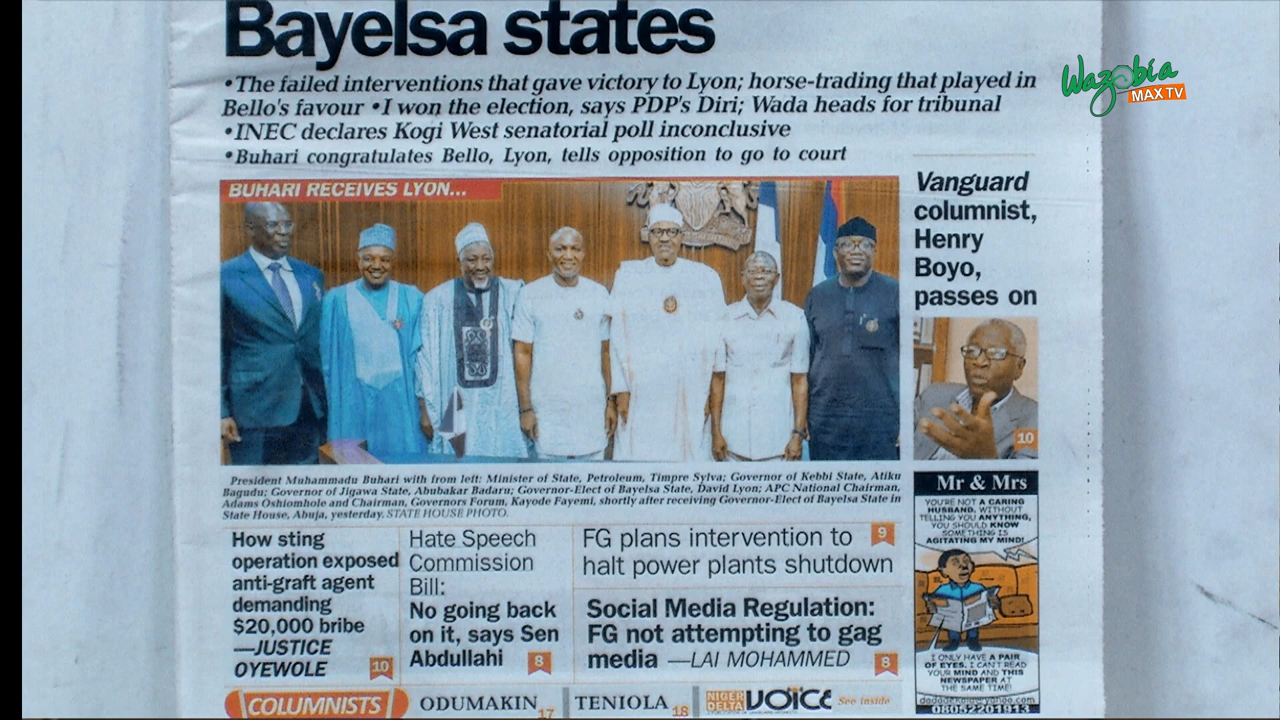 Bayelsa states
•The failed interventions that gave victory to Lyon; horse-trading that played in
Bello's favour •I won the election, says PDP's Diri; Wada heads for tribunal
•INEC declares Kogi West senatorial poll inconclusive
•Buhari congratulates Bello, Lyon, tells opposition to go to court
Wazobia
MAX TV
BUHARI RECEIVES LYON...
President Muhammadu Buhari with from left: Minister of State, Petroleum, Timpre Sylva; Governor of Kebbi State, Atiku
Bagudu; Governor of Jigawa State, Abubakar Badaru; Governor-Elect of Bayelsa State, David Lyon; APC National Chairman,
Adams Oshiomhole and Chairman, Governors Forum, Kayode Fayemi, shortly after receiving Governor-Elect of Bayelsa State in
State House, Abuja, yesterday. STATE HOUSE PHOTO.
Vanguard
columnist,
Henry
Boyo,
passes on
10
Mr & Mrs
YOU'RE NOT A CARING
HUSBAND. WITHOUT
TELLING YOU ANYTHING,
YOU SHOULD KNOW
SOMETHING IS
AGITATING MY MIND!
I ONLY HAVE A PAIR
OF EYES. I CAN'T READ
YOUR MIND AND THIS
NEWSPAPER AT
THE SAME TIME!
08052201913
How sting
operation exposed
anti-graft agent
demanding
$20,000 bribe
—JUSTICE
OYEWOLE
10
Hate Speech
Commission
Bill:
No going back
on it, says Sen
Abdullahi
8
FG plans intervention to
halt power plants shutdown
9
Social Media Regulation:
FG not attempting to gag
media —LAI MOHAMMED
8
COLUMNISTS
ODUMAKIN 17
TENIOLA 18
NIGER
DELTA
VOICE
See inside